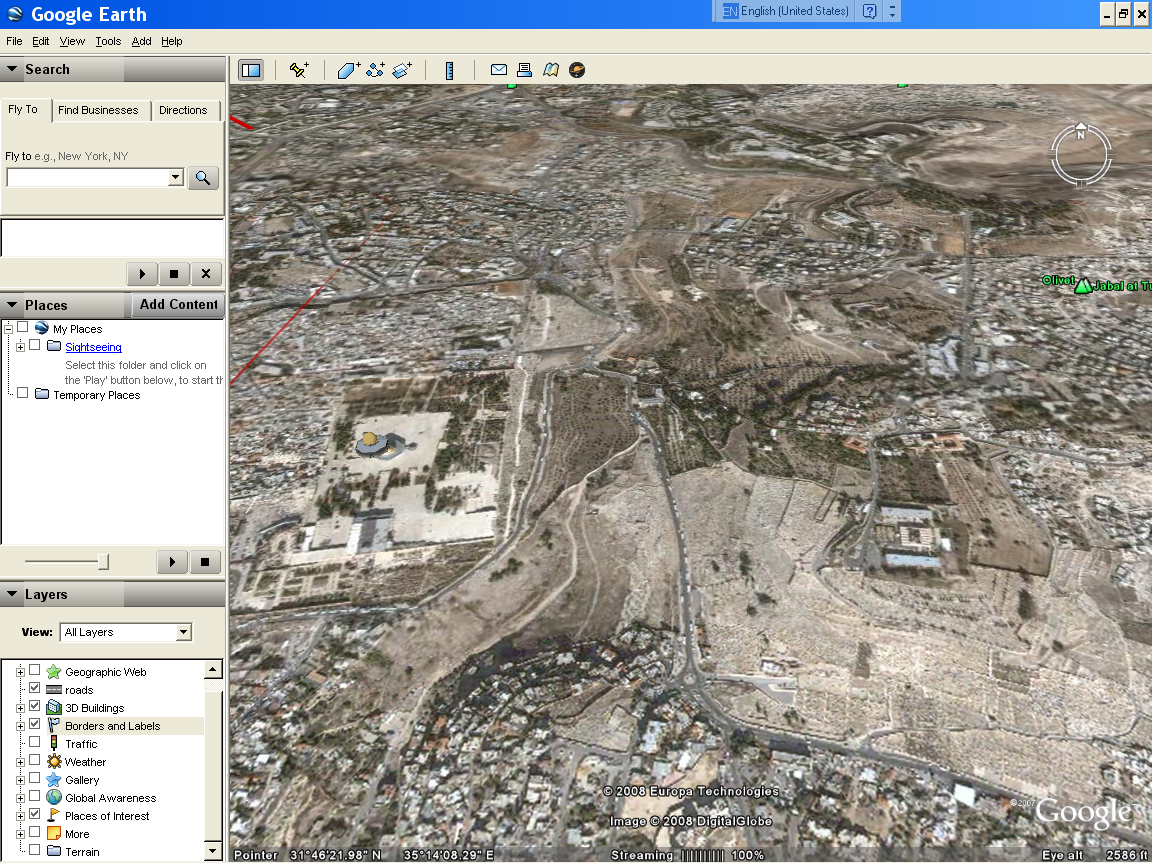 Google Earth
EN English (United States)
File Edit View Tools Add Help
Search
Fly To Find Businesses Directions
Fly to e.g., New York, NY
Places Add Content
My Places
Sightseeing
Select this folder and click on
the 'Play' button below, to start th
Temporary Places
Layers
View: All Layers
Geographic Web
roads
3D Buildings
Borders and Labels
Traffic
Weather
Gallery
Global Awareness
Places of Interest
More
Terrain
N
Olivet Jabal at Tu
© 2008 Europa Technologies
Image © 2008 DigitalGlobe
©2007 Google
Pointer 31°46'21.98" N 35°14'08.29" E Streaming |||||||||| 100% Eye alt 2586 ft